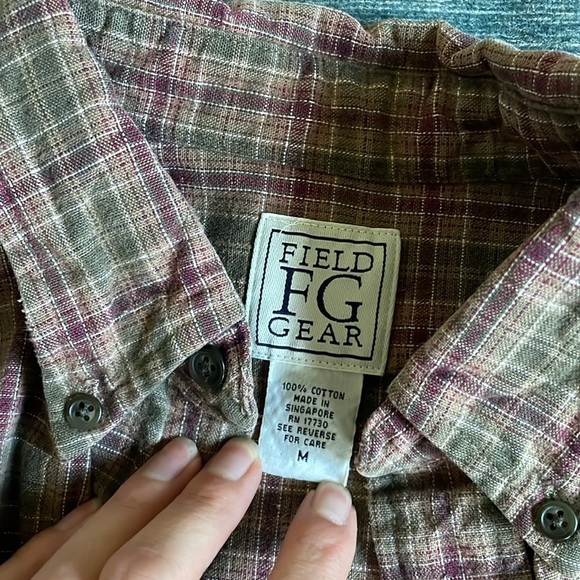 FIELD
FG
GEAR
100% COTTON
MADE IN
SINGAPORE
RN 17730
SEE REVERSE
FOR CARE
M